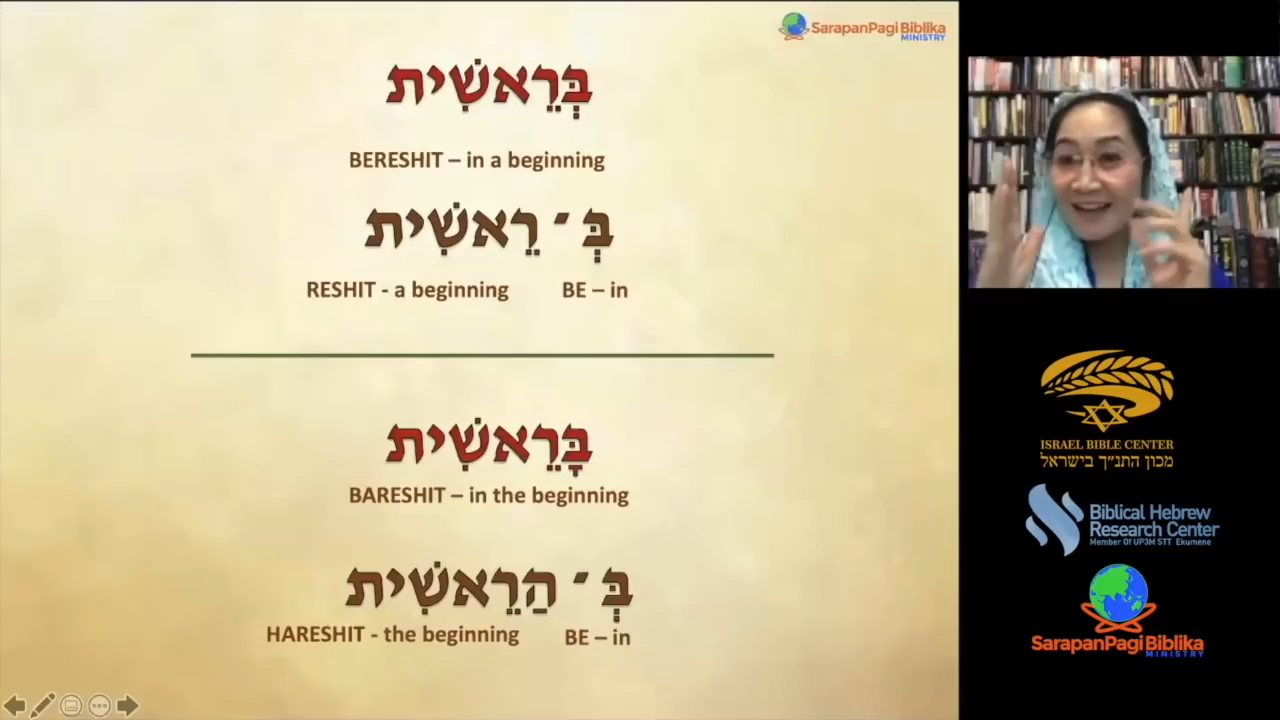 SarapanPagi Biblika
MINISTRY
בְּרֵאשִׁית
BERESHIT – in a beginning
בְּ - רֵאשִׁית
RESHIT - a beginning BE – in
בָּרֵאשִׁית
BARESHIT – in the beginning
בְּ - הַרֵאשִׁית
HARESHIT - the beginning BE – in
ISRAEL BIBLE CENTER
מכון התנ״ך בישראל
Biblical Hebrew
Research Center
Member Of UP3M STT Ekumene
SarapanPagi Biblika
MINISTRY